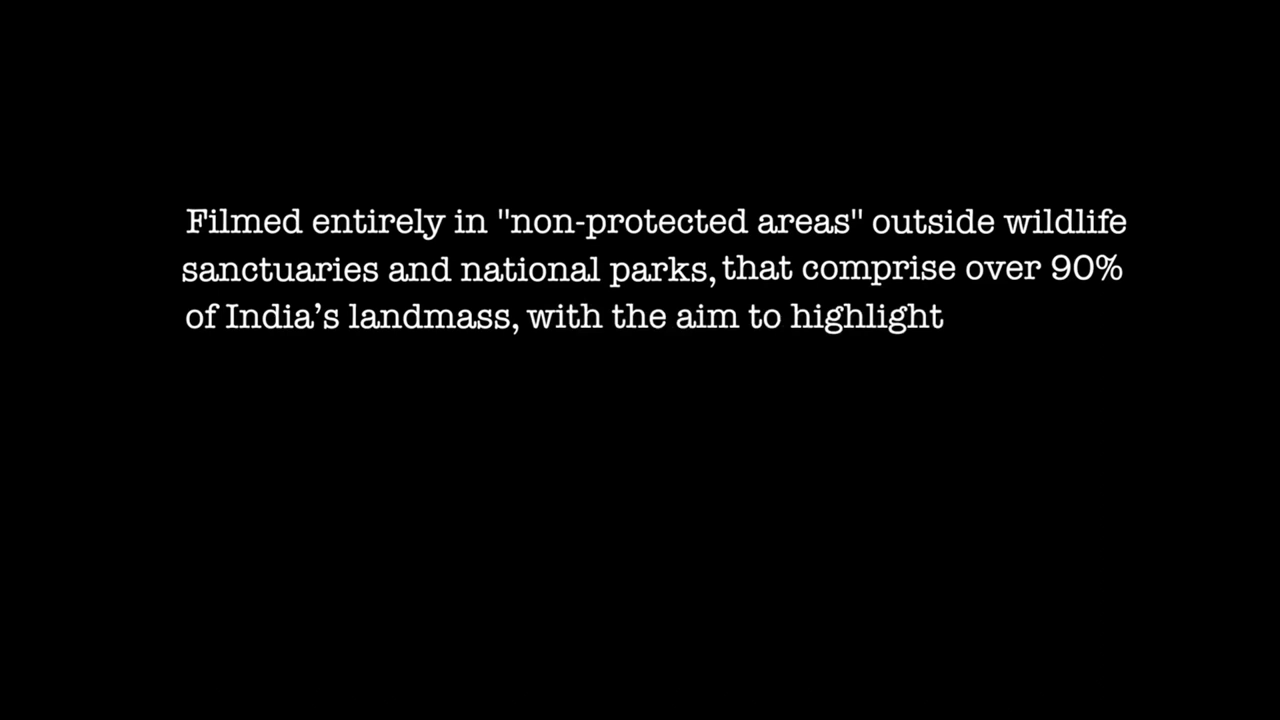 Filmed entirely in "non-protected areas" outside wildlife
sanctuaries and national parks, that comprise over 90%
of India’s landmass, with the aim to highlight